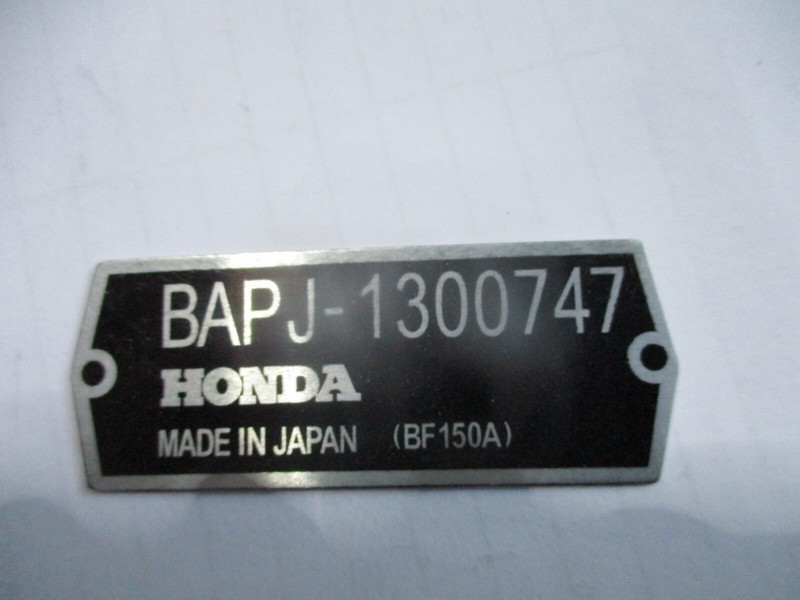 BAPJ-1300747
HONDA
MADE IN JAPAN (BF150A)